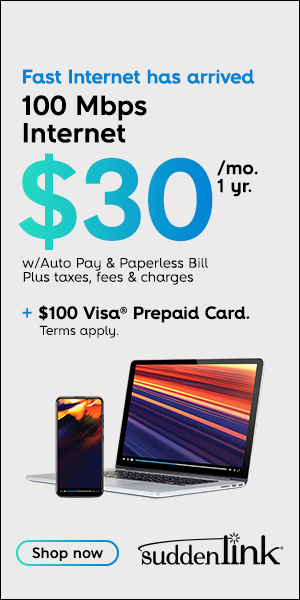 Fast Internet has arrived
100 Mbps
Internet
$30
/mo.
1 yr.
w/Auto Pay & Paperless Bill
Plus taxes, fees & charges
+ $100 Visa® Prepaid Card.
Terms apply.
Shop now
suddenlink®